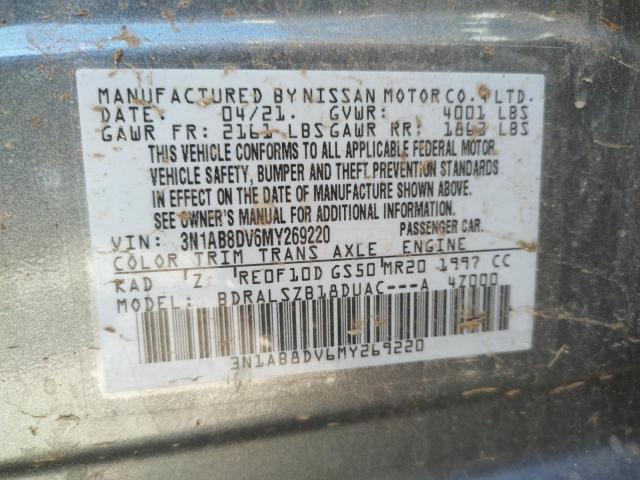 MANUFACTURED BY NISSAN MOTOR CO., LTD.
DATE: 04/21. GVWR: 4001 LBS
GAWR FR: 2161 LBS GAWR RR: 1863 LBS
THIS VEHICLE CONFORMS TO ALL APPLICABLE FEDERAL MOTOR
VEHICLE SAFETY, BUMPER AND THEFT PREVENTION STANDARDS
IN EFFECT ON THE DATE OF MANUFACTURE SHOWN ABOVE.
SEE OWNER'S MANUAL FOR ADDITIONAL INFORMATION.
VIN: 3N1AB8DV6MY269220 PASSENGER CAR.
COLOR TRIM TRANS AXLE ENGINE
RAD Z RE0F10D GS50 MR20 1997 CC
MODEL: BDRALSZB18DUAC---A 4Z000
3N1AB8DV6MY269220